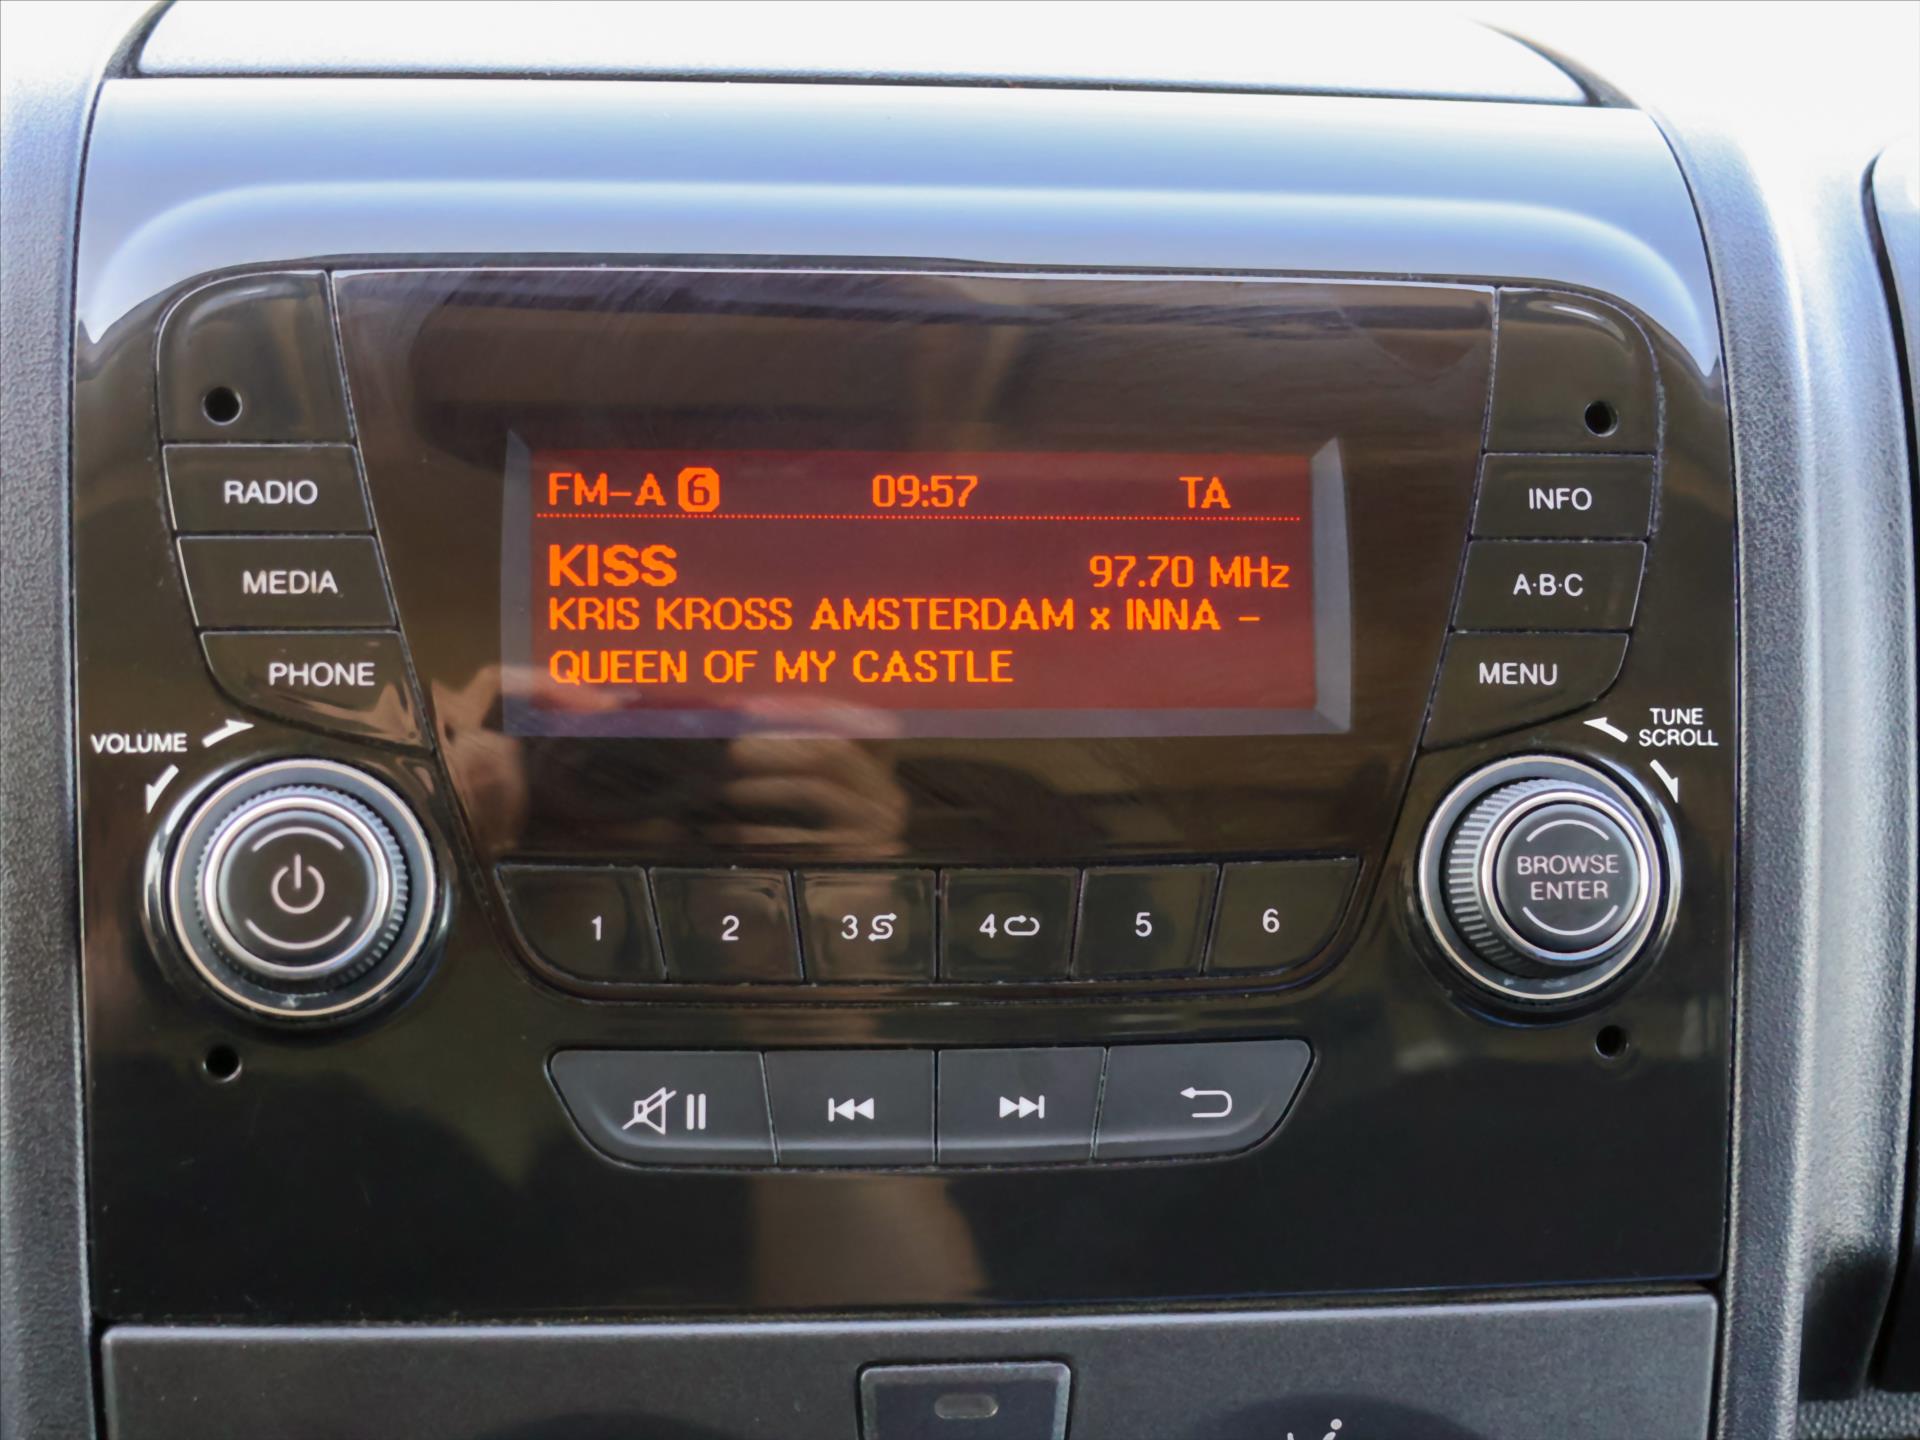 FM-A 6 09:57 TA
KISS 97.70 MHz
KRIS KROSS AMSTERDAM x INNA -
QUEEN OF MY CASTLE
RADIO
MEDIA
PHONE
VOLUME
INFO
A·B·C
MENU
TUNE
SCROLL
BROWSE
ENTER
1 2 3 4 5 6